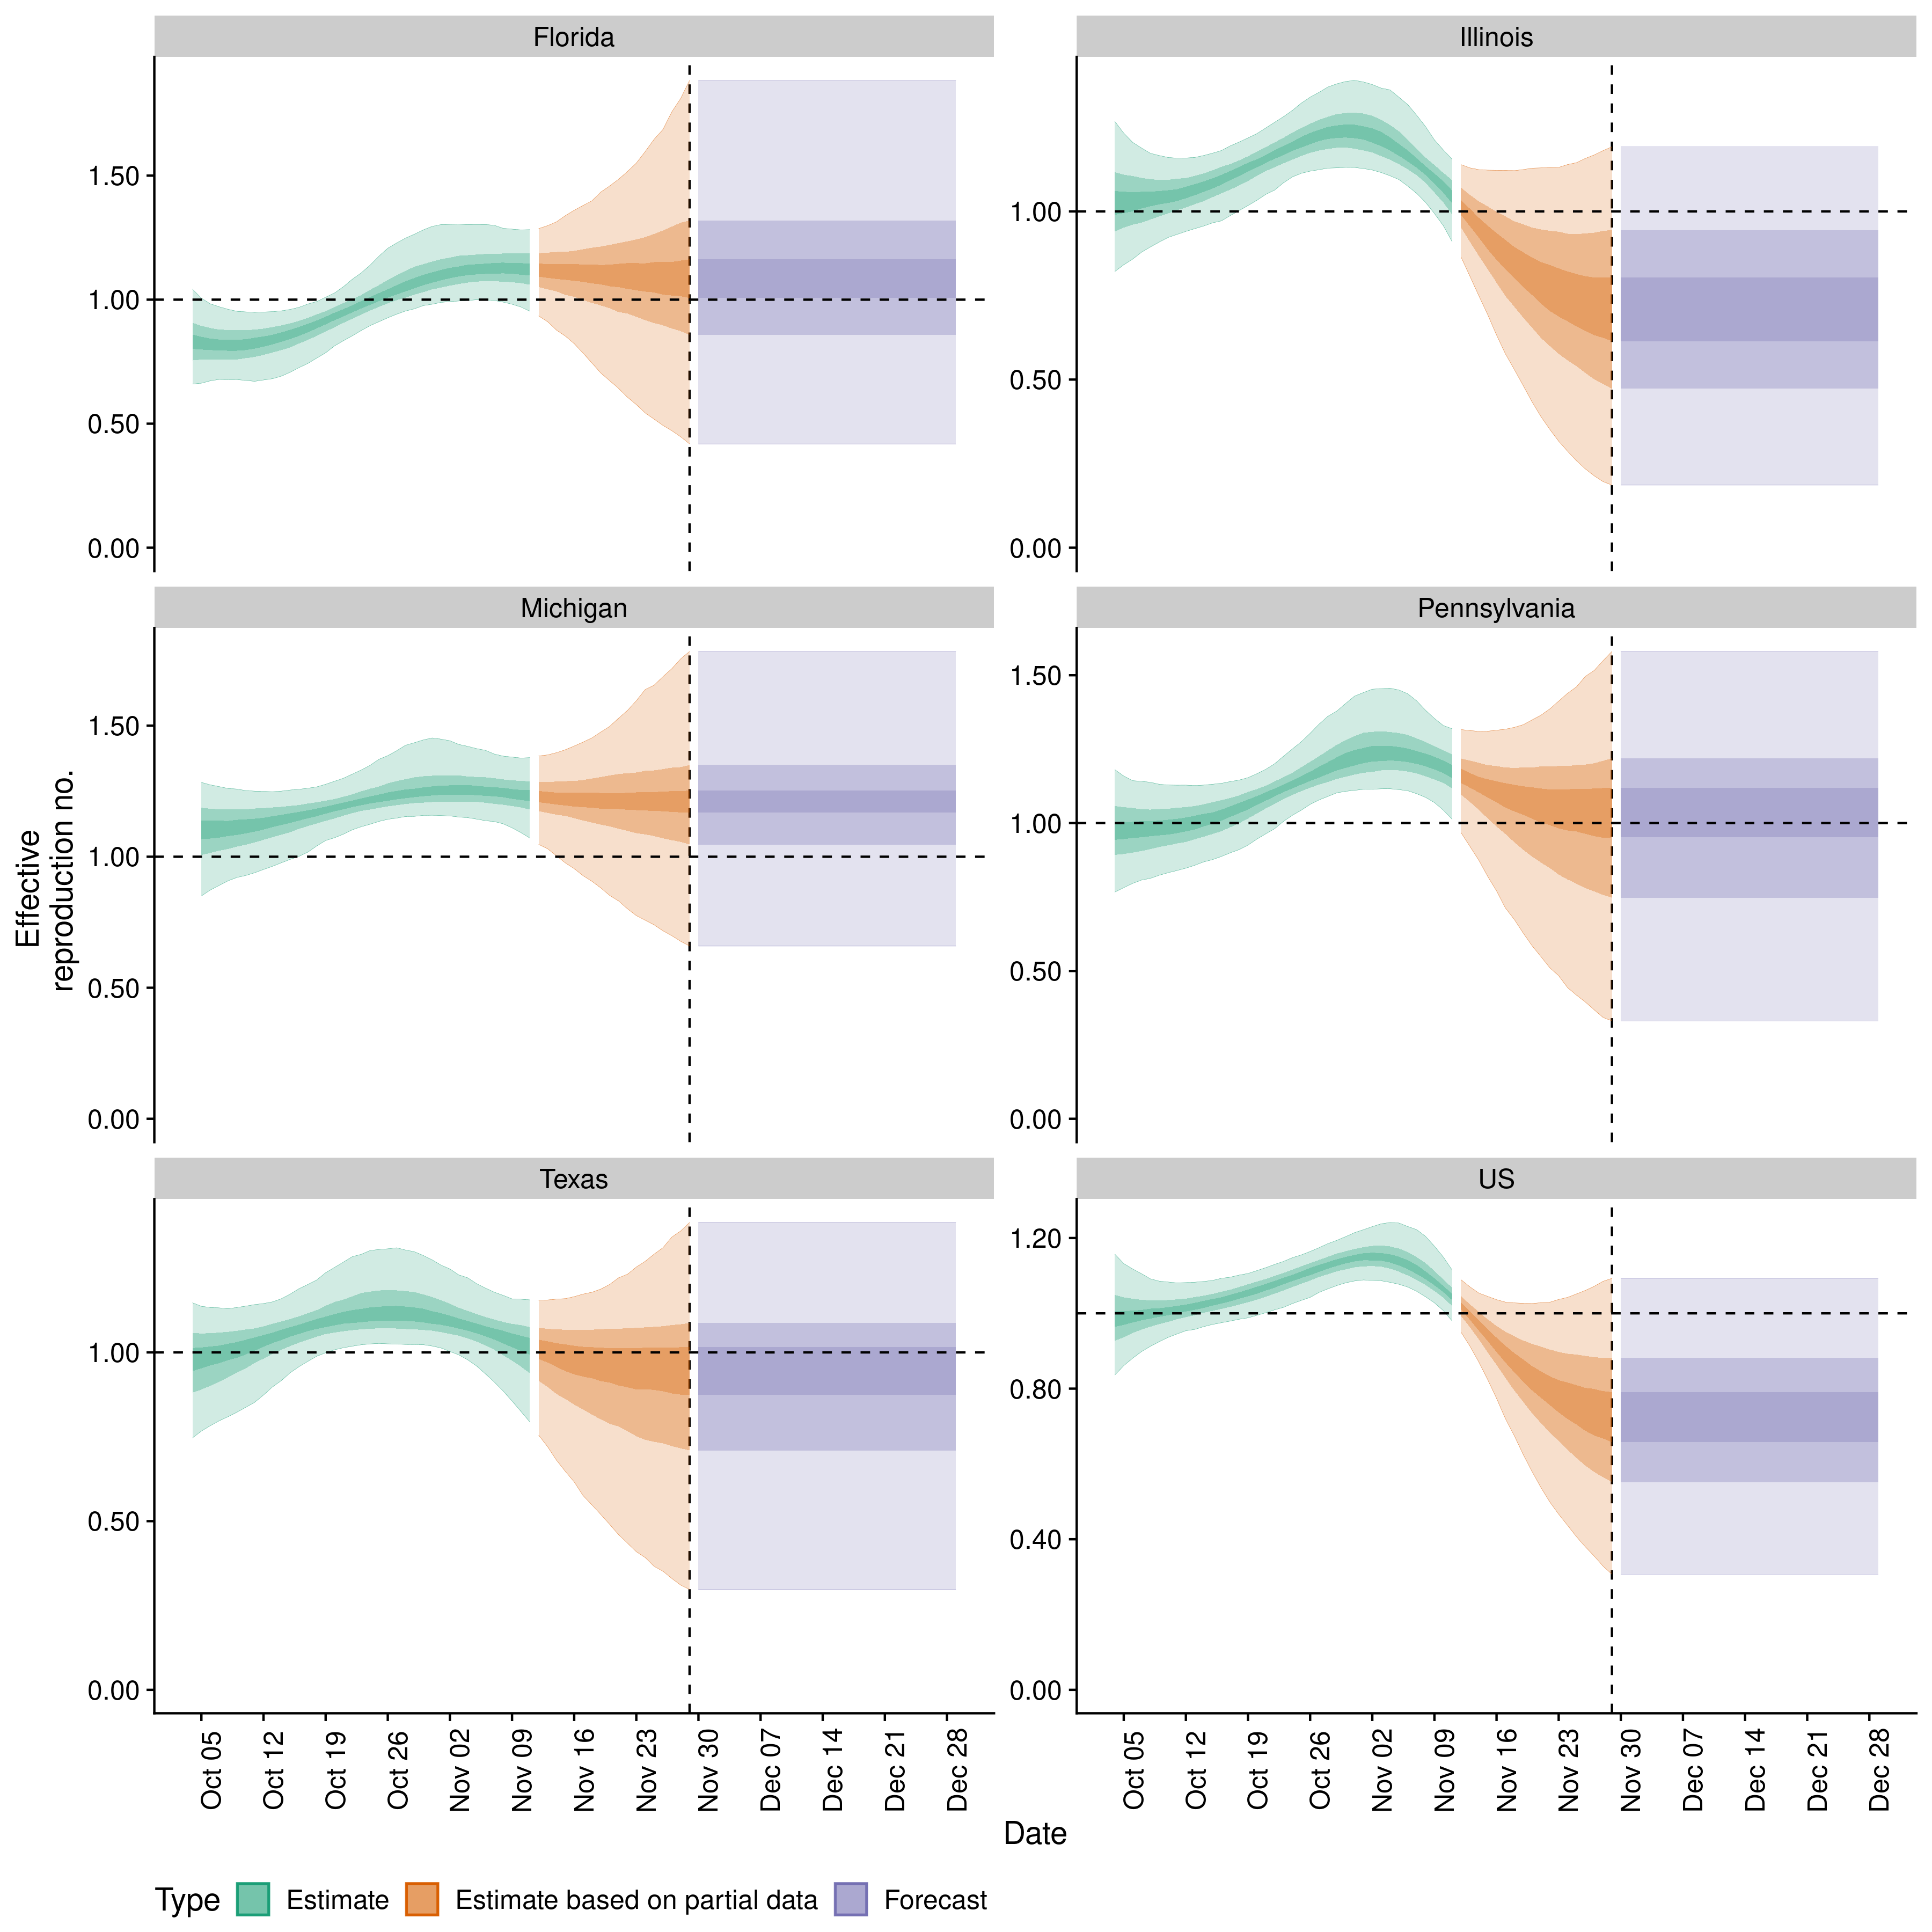 Florida
Illinois
1.50
1.00
0.50
0.00
1.00
0.50
0.00
Michigan
Pennsylvania
1.50
1.00
0.50
0.00
1.50
1.00
0.50
0.00
Effective
reproduction no.
Texas
US
1.00
0.50
0.00
1.20
0.80
0.40
0.00
Oct 05
Oct 12
Oct 19
Oct 26
Nov 02
Nov 09
Nov 16
Nov 23
Nov 30
Dec 07
Dec 14
Dec 21
Dec 28
Oct 05
Oct 12
Oct 19
Oct 26
Nov 02
Nov 09
Nov 16
Nov 23
Nov 30
Dec 07
Dec 14
Dec 21
Dec 28
Date
Type Estimate Estimate based on partial data Forecast